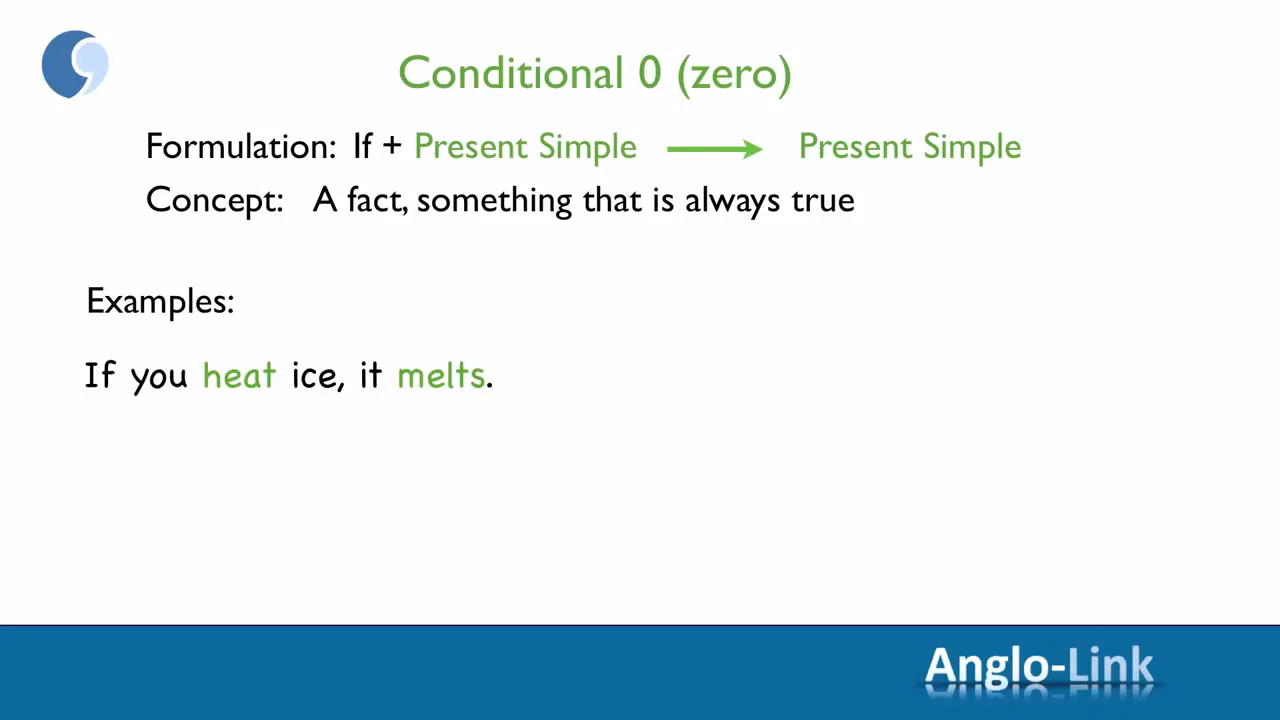 Conditional 0 (zero)
Formulation: If + Present Simple Present Simple
Concept: A fact, something that is always true
Examples:
If you heat ice, it melts.
Anglo-Link